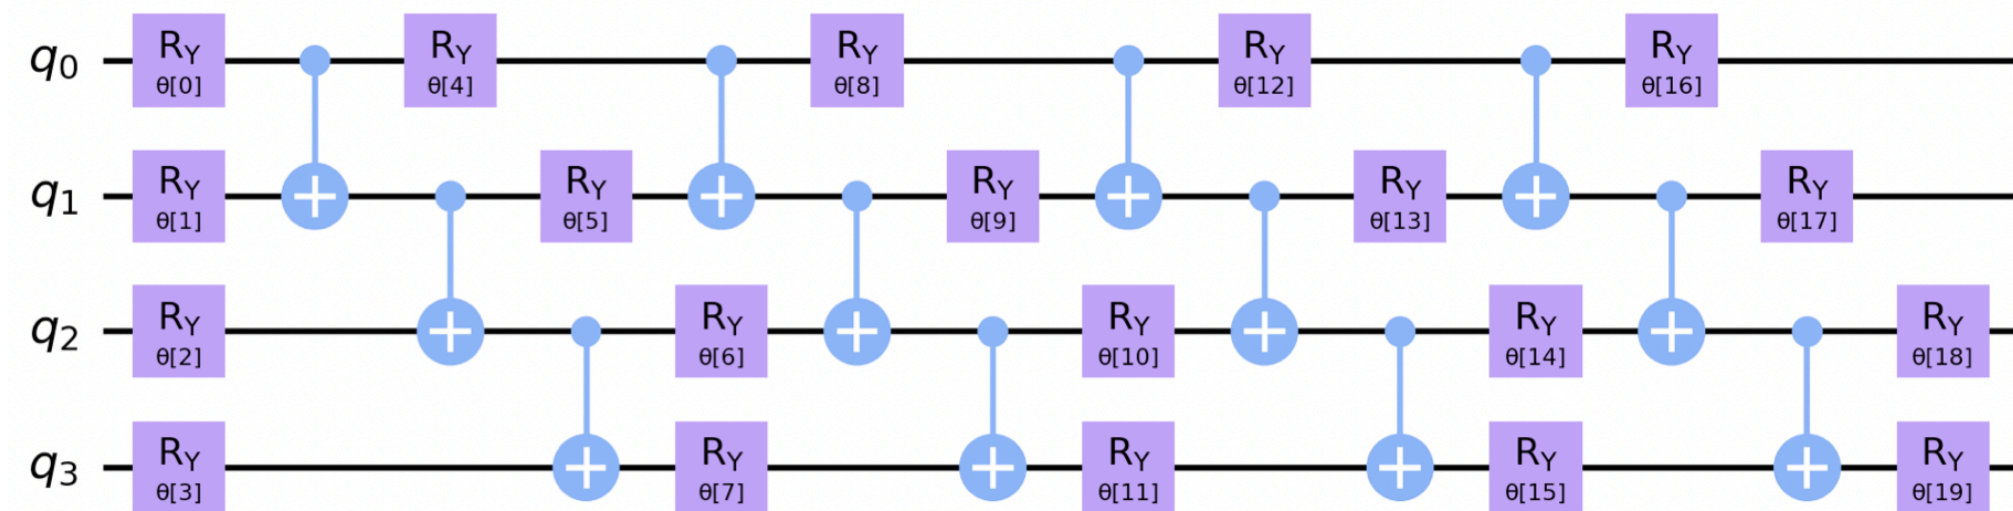 q0 RY θ[0] RY θ[4] RY θ[8] RY θ[12] RY θ[16]
q1 RY θ[1] RY θ[5] RY θ[9] RY θ[13] RY θ[17]
q2 RY θ[2] RY θ[6] RY θ[10] RY θ[14] RY θ[18]
q3 RY θ[3] RY θ[7] RY θ[11] RY θ[15] RY θ[19]